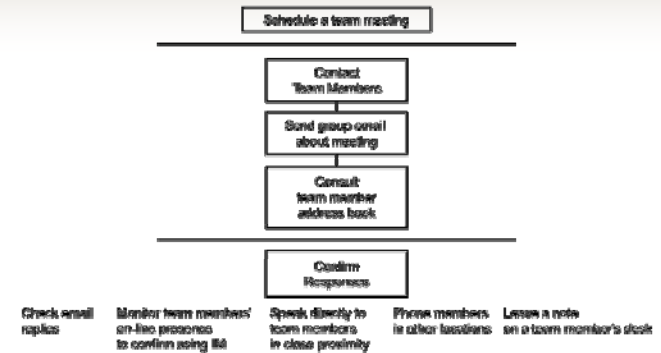 Schedule a team meeting
Contact
Team Members
Send group email
about meeting
Consult
team member
address book
Confirm
Responses
Check email
replies
Monitor team members'
on-line presence
to confirm using IM
Speak directly to
team members
in close proximity
Phone members
in other locations
Leave a note
on a team member's desk